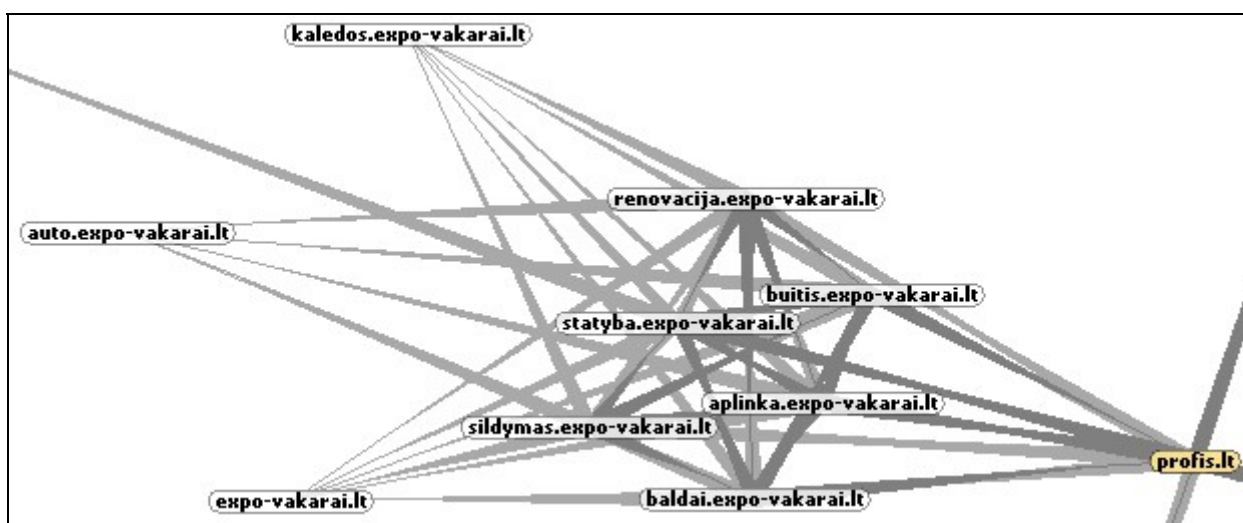 kaledos.expo-vakarai.lt
renovacija.expo-vakarai.lt
auto.expo-vakarai.lt
buitis.expo-vakarai.lt
statyba.expo-vakarai.lt
aplinka.expo-vakarai.lt
sildymas.expo-vakarai.lt
profis.lt
expo-vakarai.lt
baldai.expo-vakarai.lt